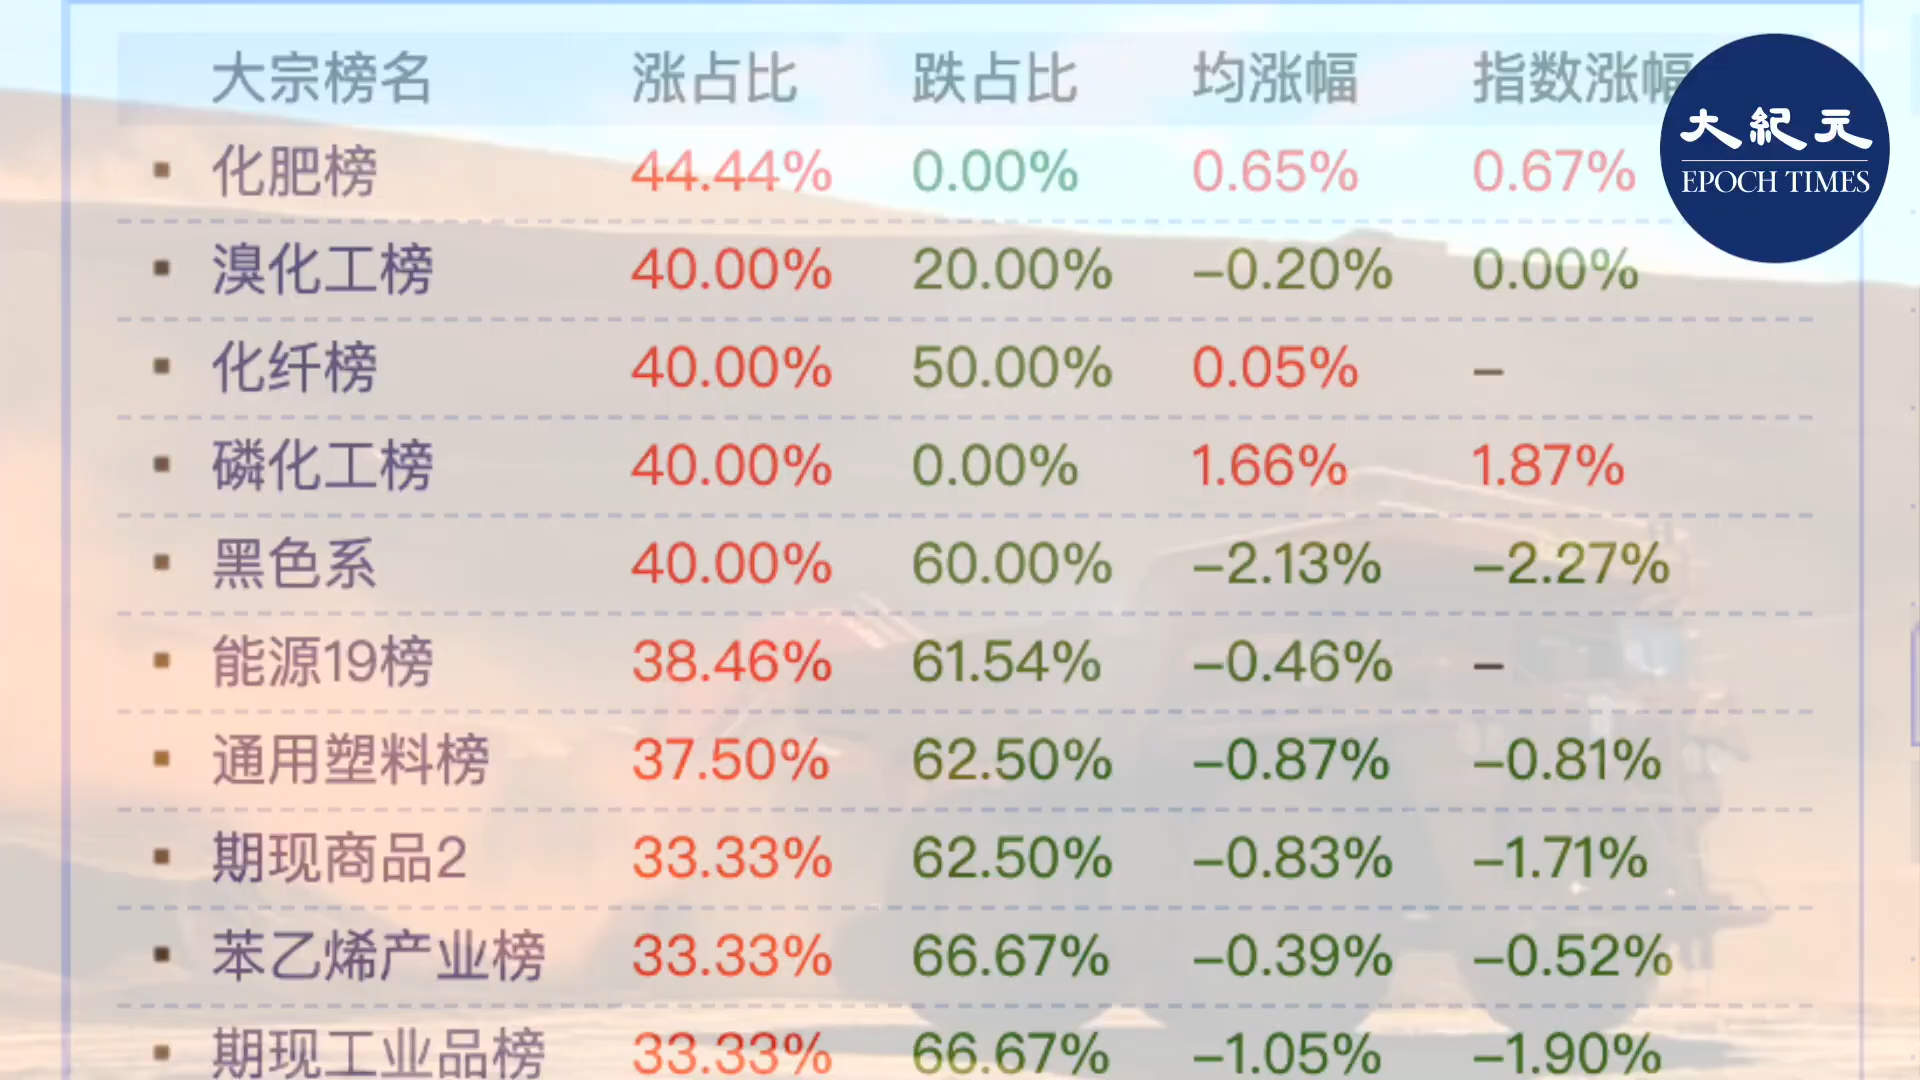 大宗榜名 涨占比 跌占比 均涨幅 指数涨幅
化肥榜 44.44% 0.00% 0.65% 0.67%
溴化工榜 40.00% 20.00% –0.20% 0.00%
化纤榜 40.00% 50.00% 0.05% –
磷化工榜 40.00% 0.00% 1.66% 1.87%
黑色系 40.00% 60.00% –2.13% –2.27%
能源19榜 38.46% 61.54% –0.46% –
通用塑料榜 37.50% 62.50% –0.87% –0.81%
期现商品2 33.33% 62.50% –0.83% –1.71%
苯乙烯产业榜 33.33% 66.67% –0.39% –0.52%
期现工业品榜 33.33% 66.67% –1.05% –1.90%
大紀元
EPOCH TIMES